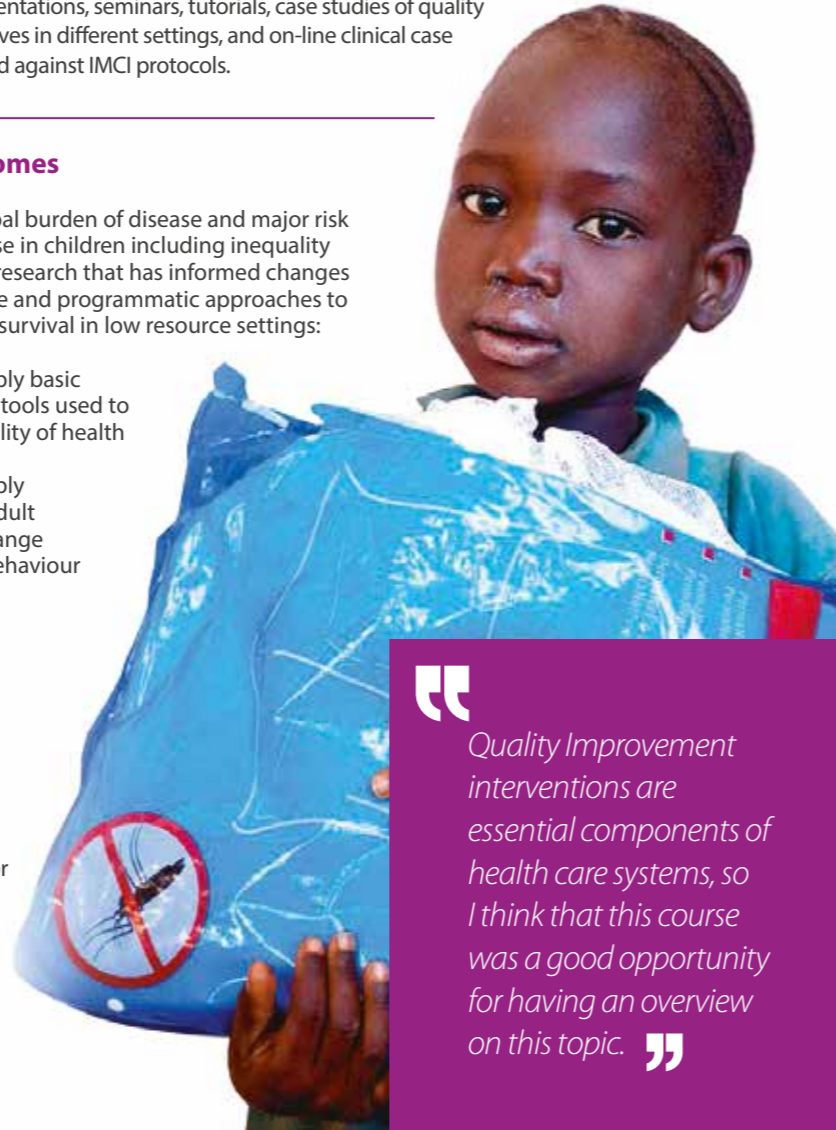 entations, seminars, tutorials, case studies of quality
ves in different settings, and on-line clinical case
d against IMCI protocols.
omes
bal burden of disease and major risk
se in children including inequality
research that has informed changes
e and programmatic approaches to
survival in low resource settings:
ply basic
tools used to
lity of health
ply
dult
ange
ehaviour
r
“
Quality Improvement
interventions are
essential components of
health care systems, so
I think that this course
was a good opportunity
for having an overview
on this topic. ”